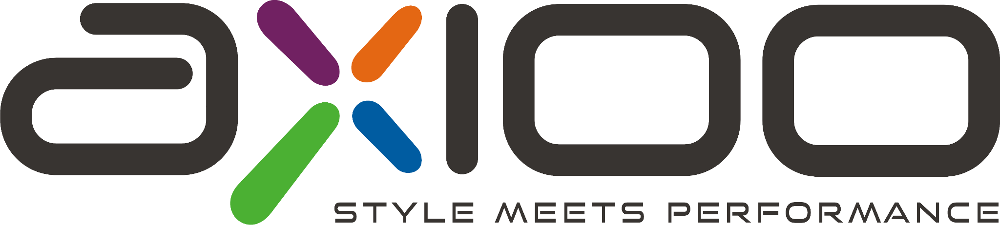 axioo
STYLE MEETS PERFORMANCE